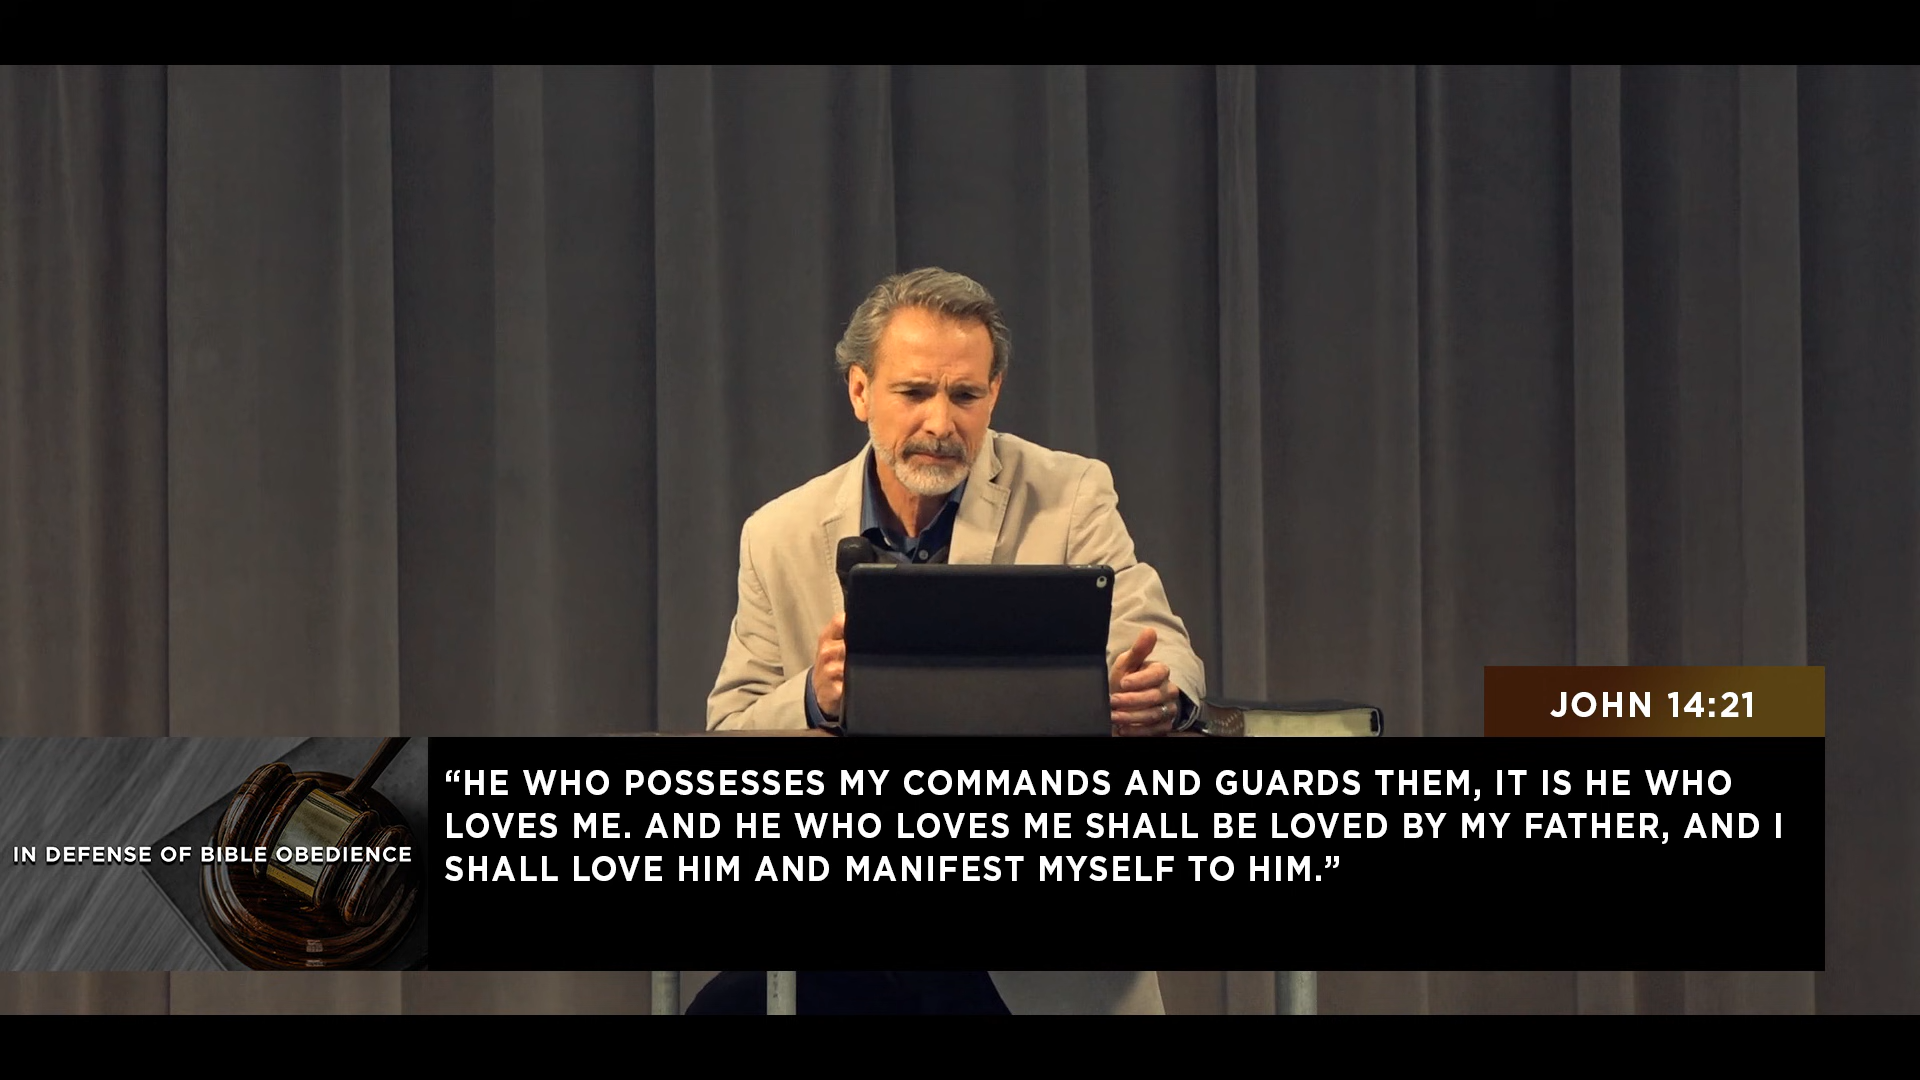 JOHN 14:21
“HE WHO POSSESSES MY COMMANDS AND GUARDS THEM, IT IS HE WHO
LOVES ME. AND HE WHO LOVES ME SHALL BE LOVED BY MY FATHER, AND I
SHALL LOVE HIM AND MANIFEST MYSELF TO HIM.”
IN DEFENSE OF BIBLE OBEDIENCE